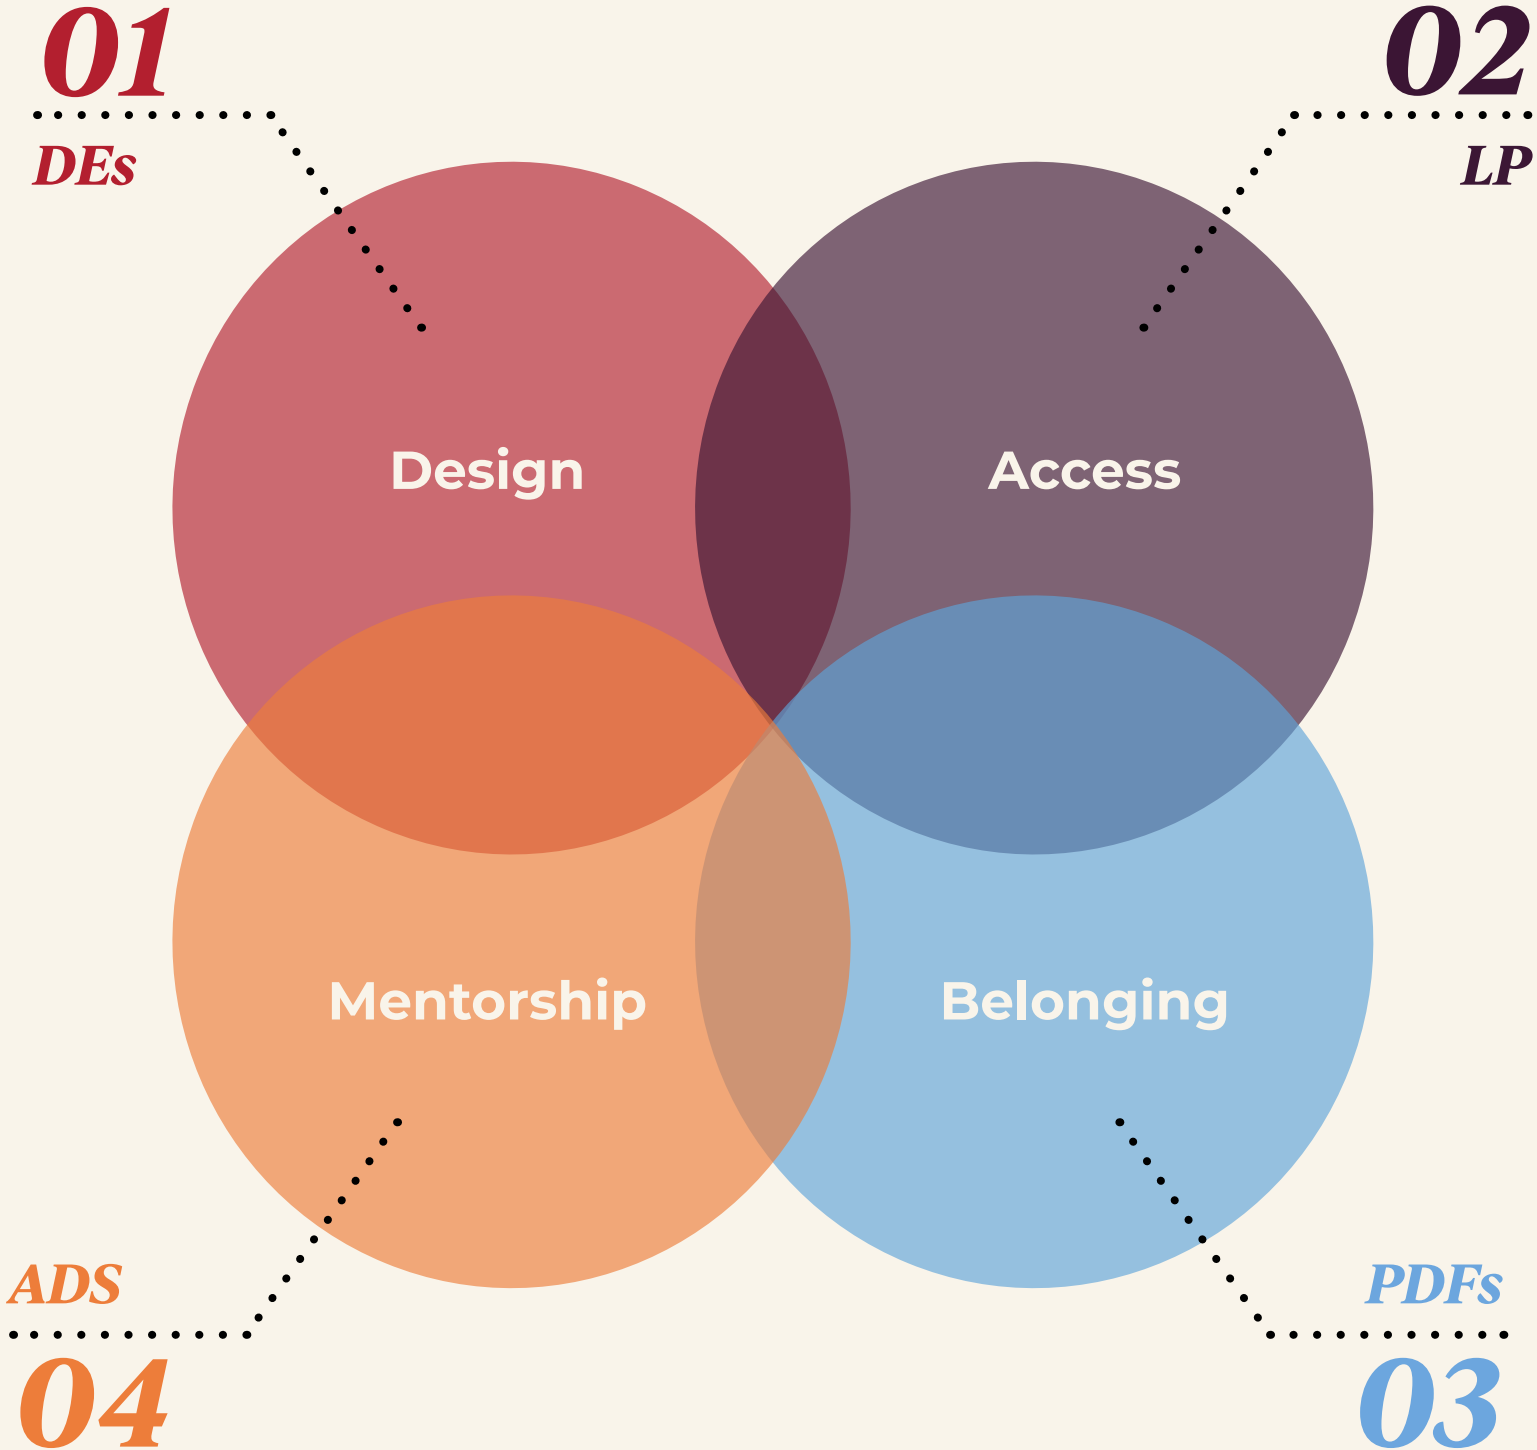 01
DEs
02
LP
Design
Access
Mentorship
Belonging
ADS
04
PDFs
03